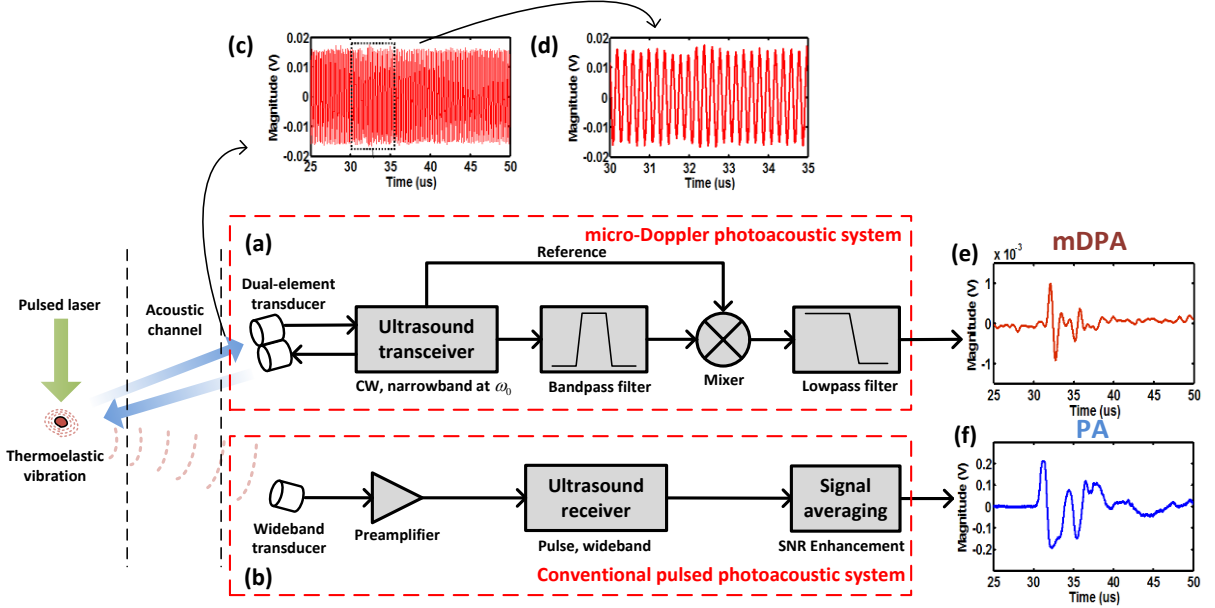 (c)
0.02
0.01
0
-0.01
-0.02
Magnitude (V)
25 30 35 40 45 50
Time (us)
(d)
0.02
0.01
0
-0.01
-0.02
Magnitude (V)
30 31 32 33 34 35
Time (us)
(a)
micro-Doppler photoacoustic system
Reference
Dual-element
transducer
Ultrasound
transceiver
CW, narrowband at ω₀
Bandpass filter
Mixer
Lowpass filter
Pulsed laser
Acoustic
channel
Thermoelastic
vibration
(e)
mDPA
x 10⁻³
1
0
-1
Magnitude (V)
25 30 35 40 45 50
Time (us)
(f)
PA
0.2
0.1
0
-0.1
-0.2
Magnitude (V)
25 30 35 40 45 50
Time (us)
Wideband
transducer
Preamplifier
Ultrasound
receiver
Pulse, wideband
Signal
averaging
SNR Enhancement
(b)
Conventional pulsed photoacoustic system